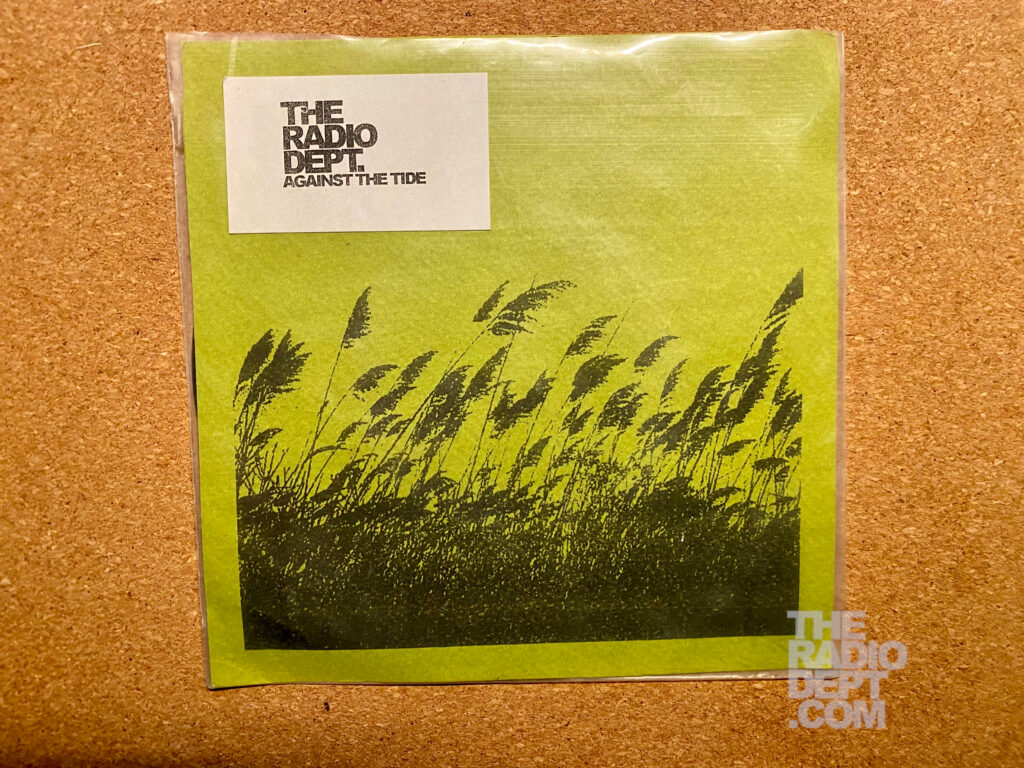 THE
RADIO
DEPT.
AGAINST THE TIDE
THE
RADIO
DEPT
.COM